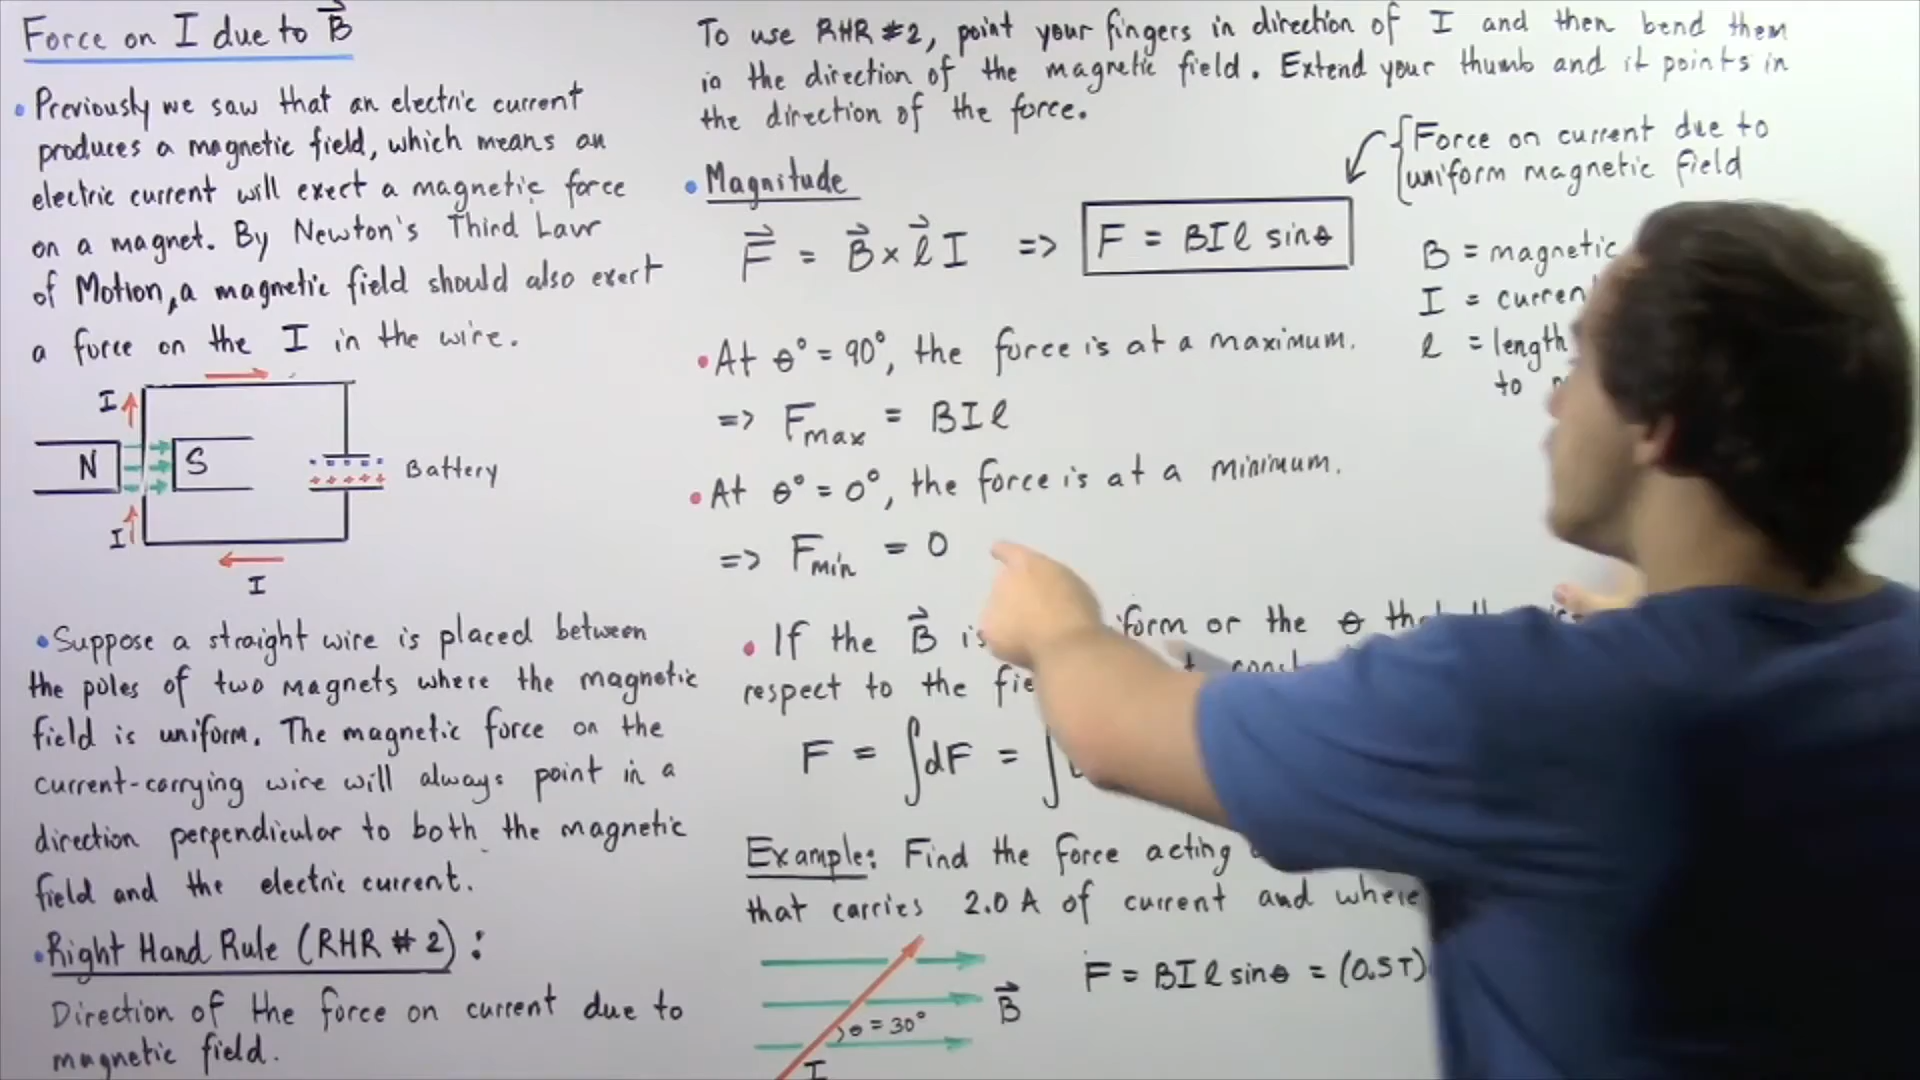 Force on I due to B⃗
• Previously we saw that an electric current
produces a magnetic field, which means an
electric current will exert a magnetic force
on a magnet. By Newton's Third Law
of Motion, a magnetic field should also exert
a force on the I in the wire.
I
N
S
Battery
I
I
• Suppose a straight wire is placed between
the poles of two magnets where the magnetic
field is uniform. The magnetic force on the
current-carrying wire will always point in a
direction perpendicular to both the magnetic
field and the electric current.
• Right Hand Rule (RHR #2):
Direction of the force on current due to
magnetic field.
To use RHR #2, point your fingers in direction of I and then bend them
in the direction of the magnetic field. Extend your thumb and it points in
the direction of the force.
Force on current due to
uniform magnetic field
• Magnitude
F⃗ = B⃗ × ℓ⃗ I => F = BIℓ sinθ
B = magnetic
I = curren
ℓ = length
to
• At θ° = 90°, the force is at a maximum.
=> Fmax = BIℓ
• At θ° = 0°, the force is at a minimum.
=> Fmin = 0
• If the B⃗ is form or the θ tha
respect to the fie
F = ∫dF = ∫
Example: Find the force acting
that carries 2.0 A of current and where
F = BIℓ sinθ = (0.5T)
B⃗
θ = 30°
I